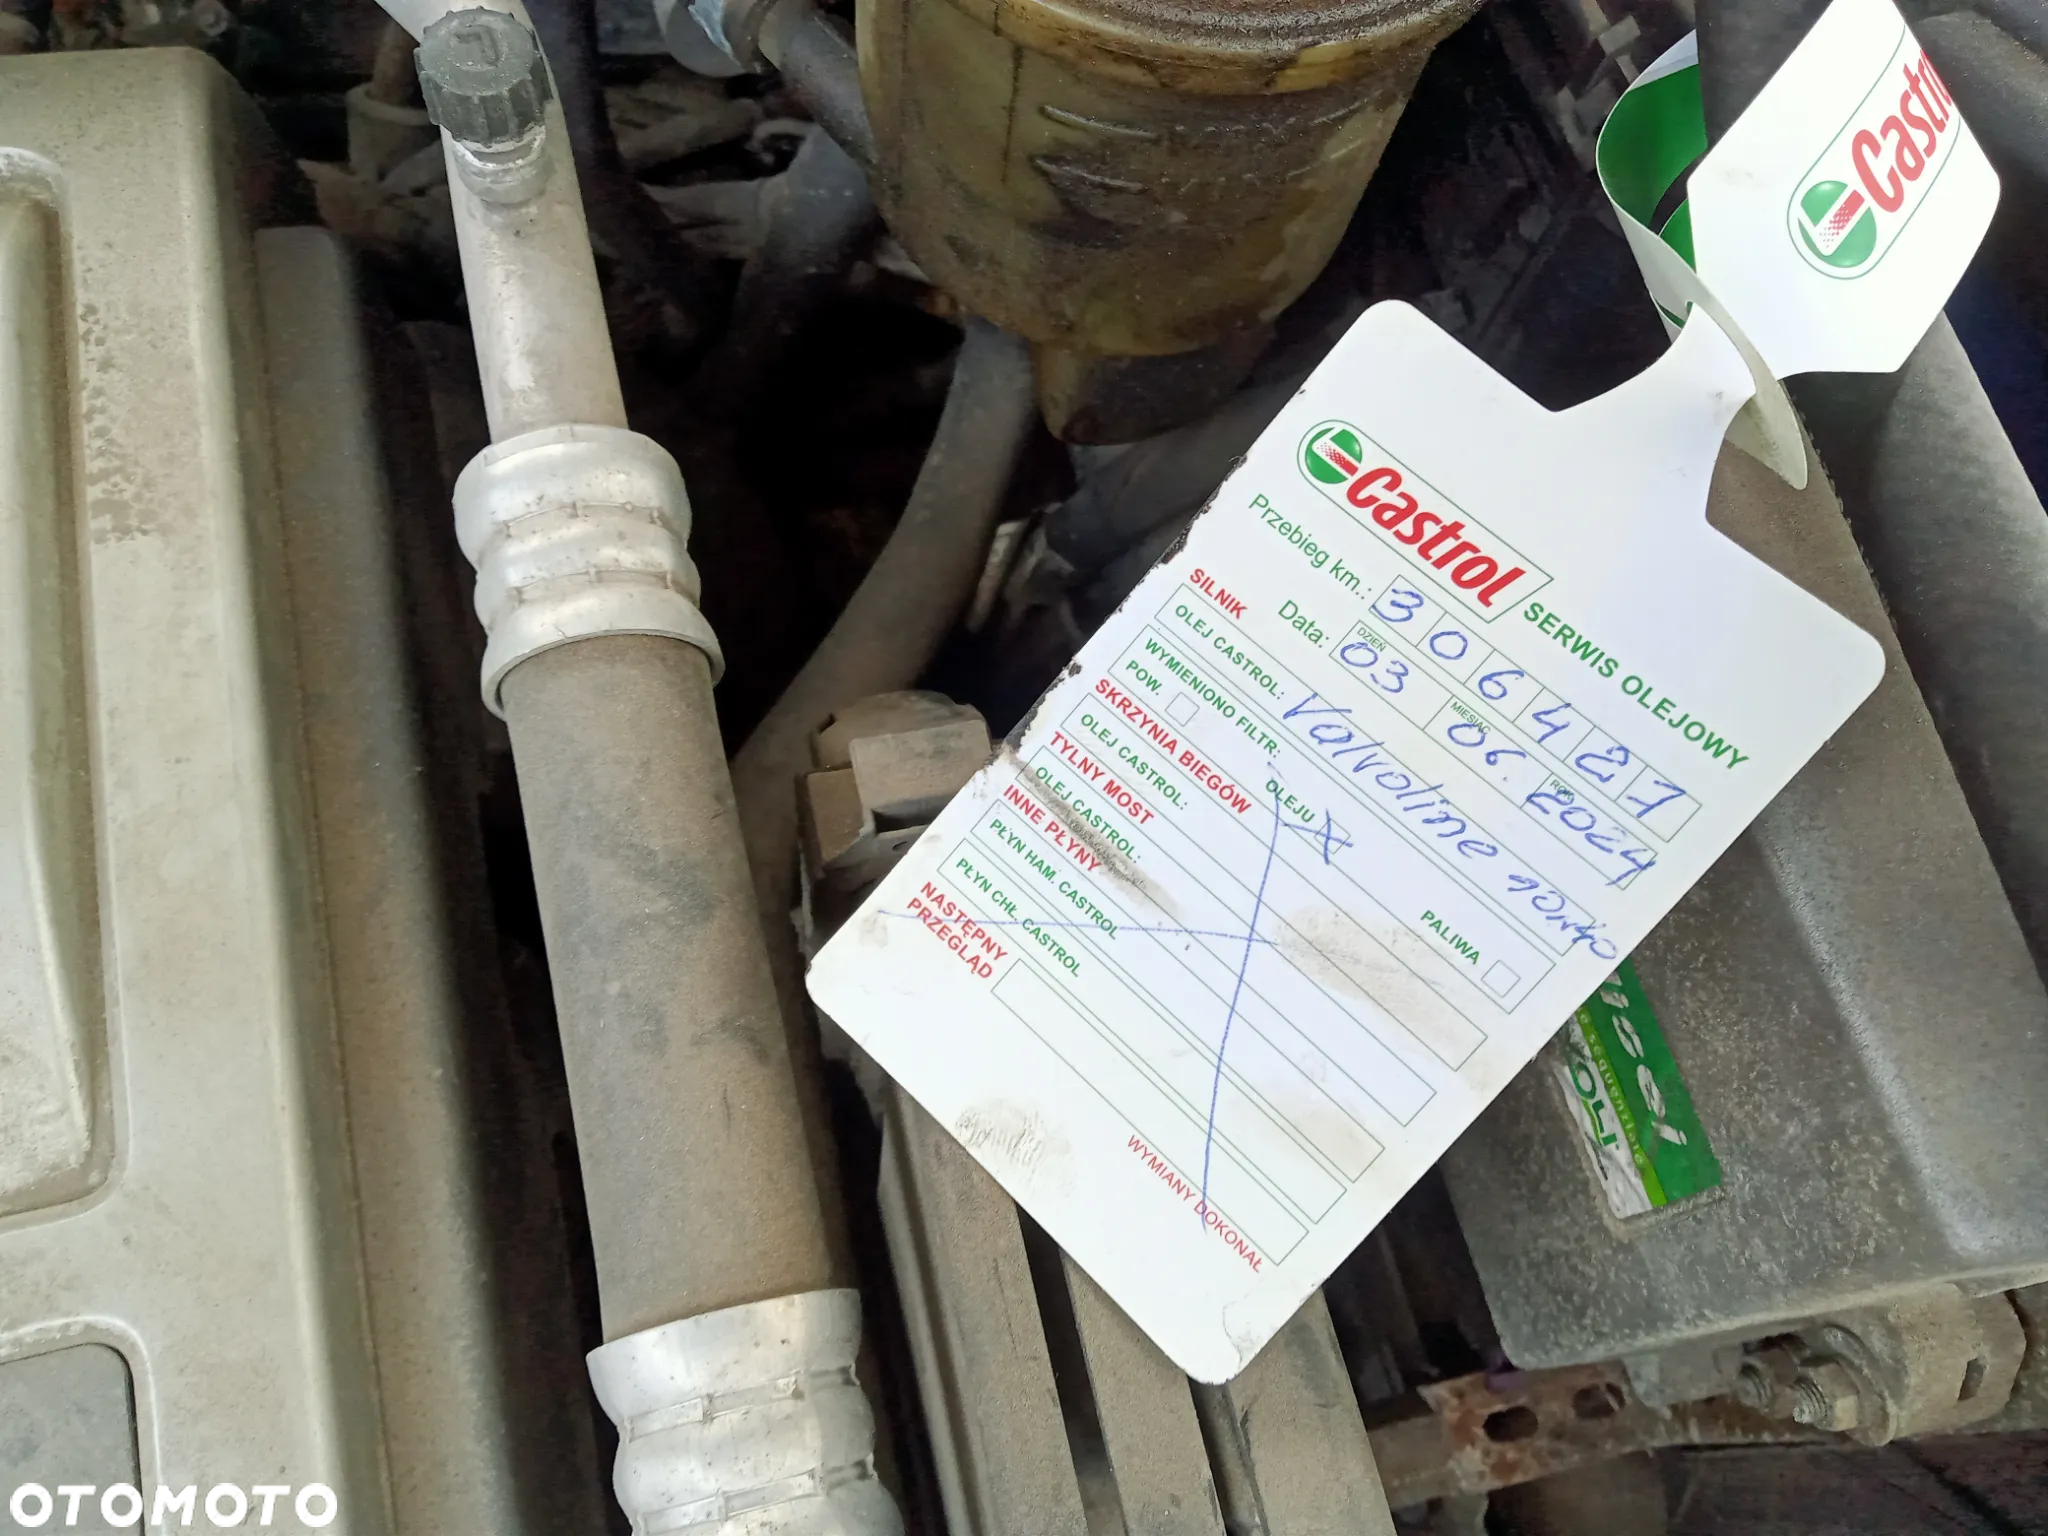 L
Castrol
Castrol
SERWIS OLEJOWY
Przebieg km.: 306427
Data: DZIEŃ 03 MIESIĄC 06. ROK 2024
SILNIK
OLEJ CASTROL: Valvoline 10w40
WYMIENIONO FILTR:
POW. OLEJU X PALIWA
SKRZYNIA BIEGÓW
OLEJ CASTROL:
TYLNY MOST
OLEJ CASTROL:
INNE PŁYNY
PŁYN HAM. CASTROL
PŁYN CHŁ. CASTROL
NASTĘPNY
PRZEGLĄD
WYMIANY DOKONAŁ
OTOMOTO